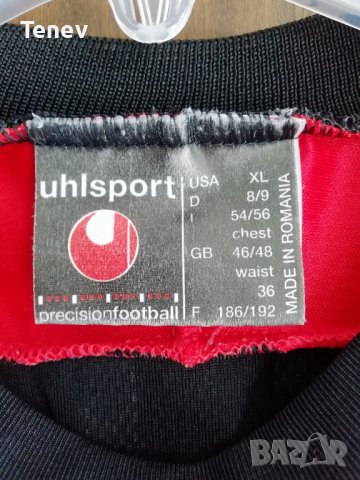 Tenev
uhlsport
precisionfootball
USA XL
D 8/9
I 54/56
chest
GB 46/48
waist
36
F 186/192
MADE IN ROMANIA
BAZAR
bg